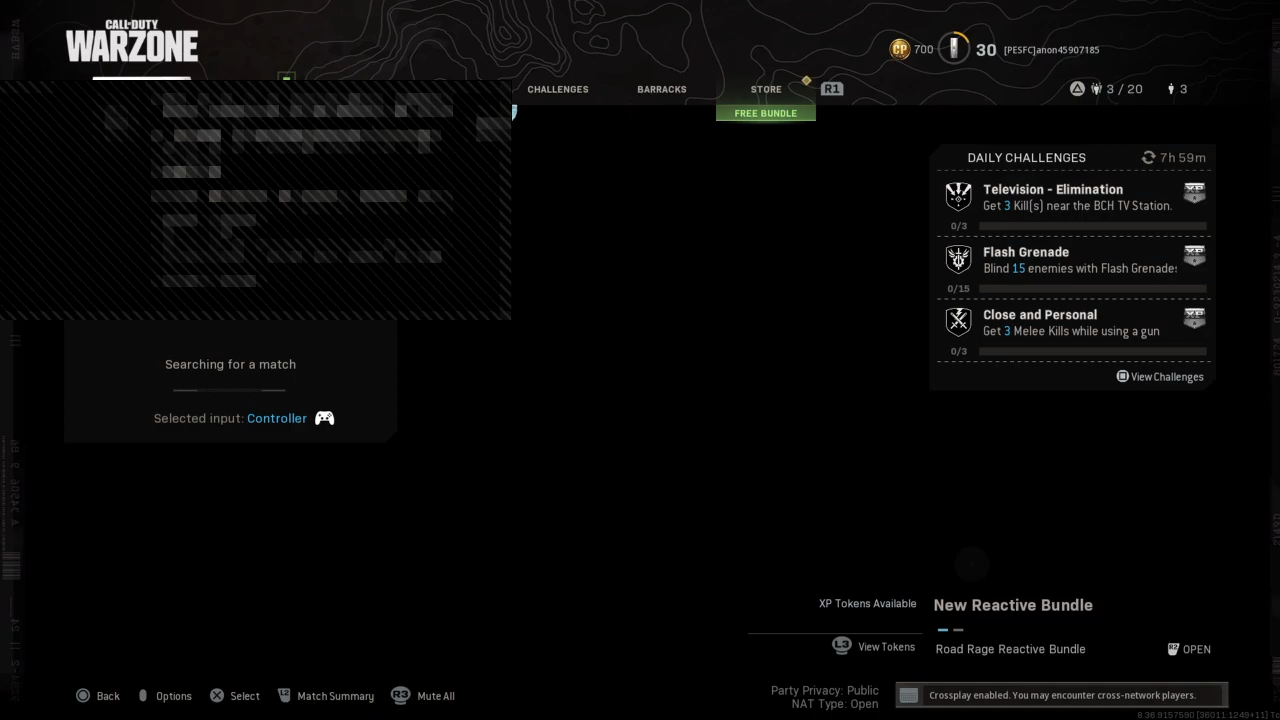 CALL OF DUTY
WARZONE
700
30
[PESFC]anon45907185
CHALLENGES
BARRACKS
STORE
R1
3 / 20
3
FREE BUNDLE
DAILY CHALLENGES
7h 59m
Television - Elimination
Get 3 Kill(s) near the BCH TV Station.
0/3
Flash Grenade
Blind 15 enemies with Flash Grenades
0/15
Close and Personal
Get 3 Melee Kills while using a gun
0/3
View Challenges
Searching for a match
Selected input: Controller
XP Tokens Available
L3 View Tokens
New Reactive Bundle
Road Rage Reactive Bundle
R2 OPEN
Back
Options
Select
L2 Match Summary
R3 Mute All
Party Privacy: Public
NAT Type: Open
Crossplay enabled. You may encounter cross-network players.